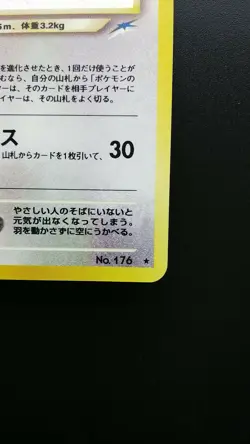 m. 体重3.2kg
を進化させたとき、1回だけ使うことが
むなら、自分の山札から「ポケモンの
ーは、そのカードを相手プレイヤーに
そのあと、その山札をよく切る。
ス
山札からカードを1枚引いて、
30
やさしい人のそばにいないと
元気が出なくなってしまう。
羽を動かさずに空にうかべる。
No. 176 ★